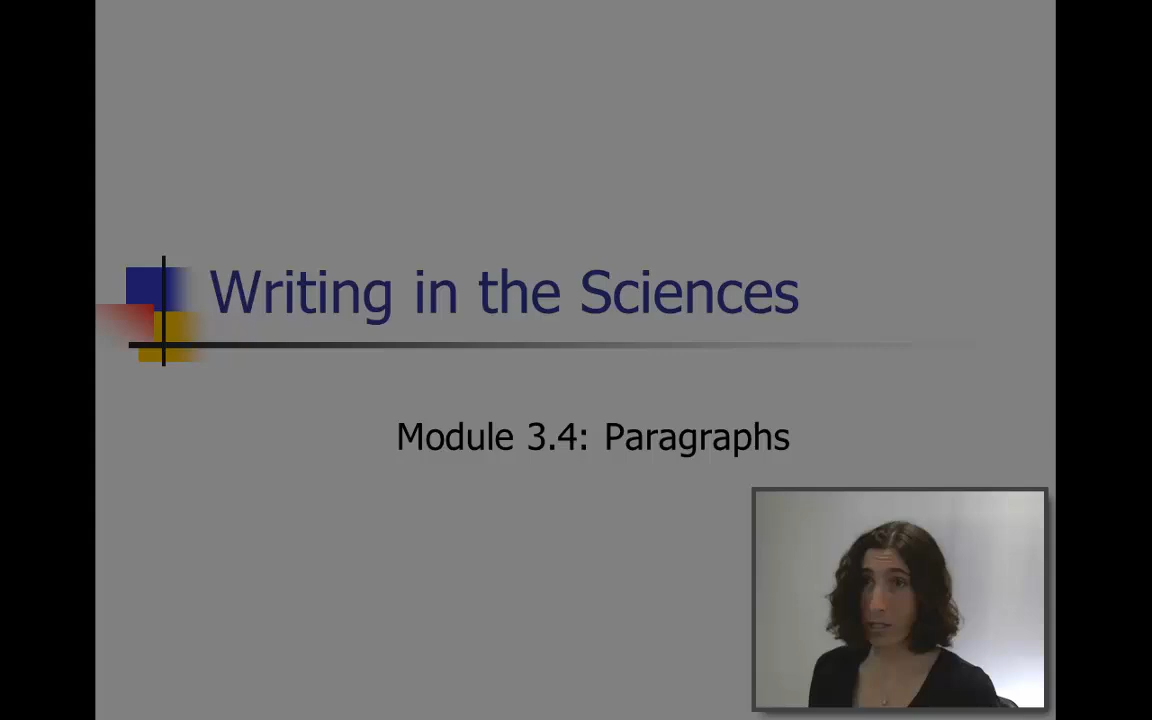 Writing in the Sciences
Module 3.4: Paragraphs